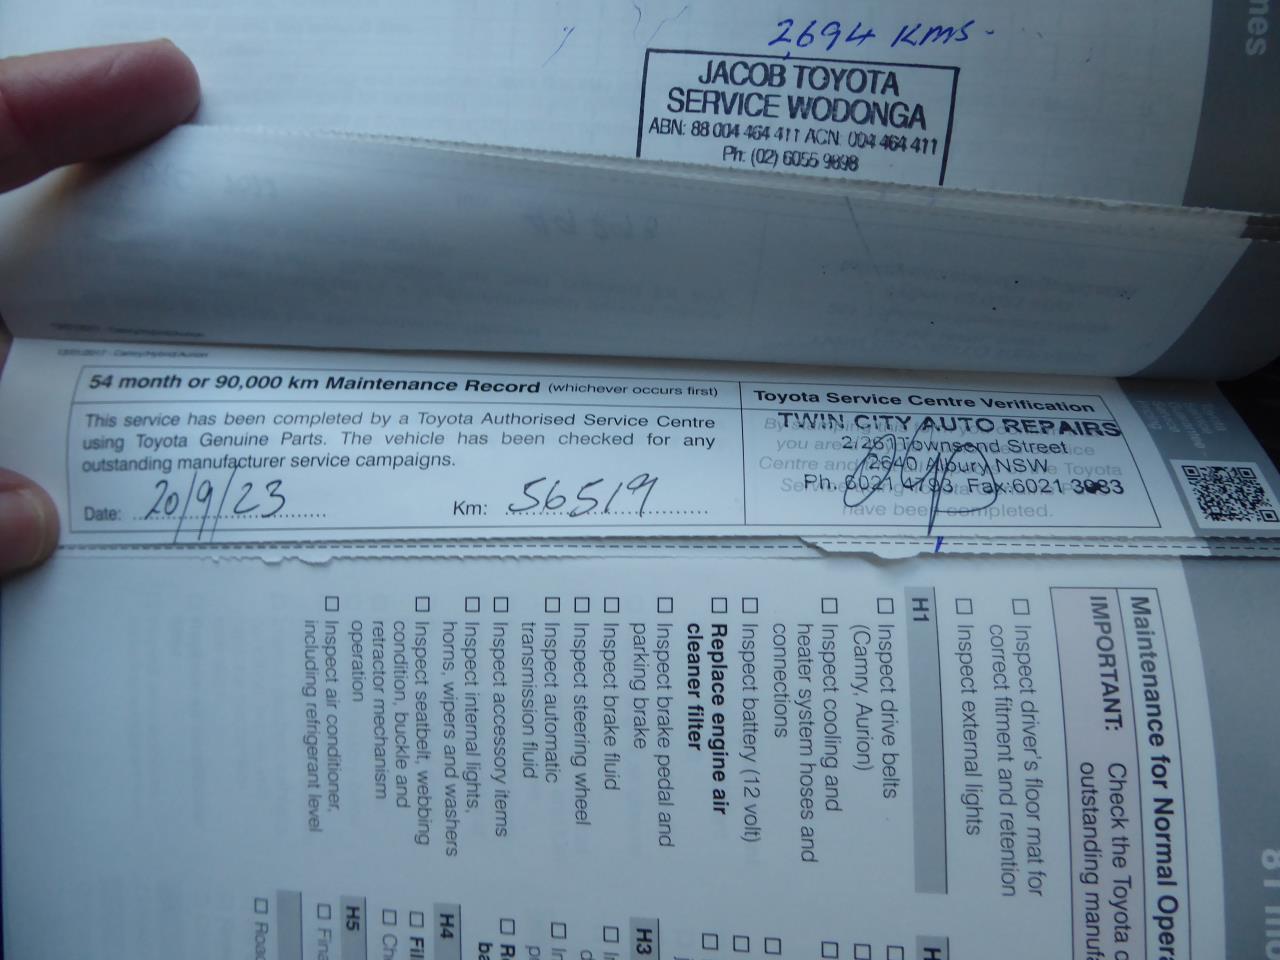 2694 KMS-
JACOB TOYOTA
SERVICE WODONGA
ABN: 88 004 464 411 ACN: 004 464 411
Ph: (02) 6055 9898
54 month or 90,000 km Maintenance Record (whichever occurs first)
This service has been completed by a Toyota Authorised Service Centre
using Toyota Genuine Parts. The vehicle has been checked for any
outstanding manufacturer service campaigns.
Date: 20/9/23 Km: 56519
Toyota Service Centre Verification
TWIN CITY AUTO REPAIRS
2/261 Townsend Street
2640 Albury NSW
Ph. 6021 4793 Fax 6021 3083
have been completed.
Maintenance for Normal Opera
IMPORTANT: Check the Toyota
outstanding manufa
☐ Inspect driver's floor mat for
correct fitment and retention
☐ Inspect external lights
H1
☐ Inspect drive belts
(Camry, Aurion)
☐ Inspect cooling and
heater system hoses and
connections
☐ Inspect battery (12 volt)
☐ Replace engine air
cleaner filter
☐ Inspect brake pedal and
parking brake
☐ Inspect brake fluid
☐ Inspect steering wheel
☐ Inspect automatic
transmission fluid
☐ Inspect accessory items
☐ Inspect internal lights,
horns, wipers and washers
☐ Inspect seatbelt, webbing
condition, buckle and
retractor mechanism
operation
☐ Inspect air conditioner,
including refrigerant level
H3
H4
H5